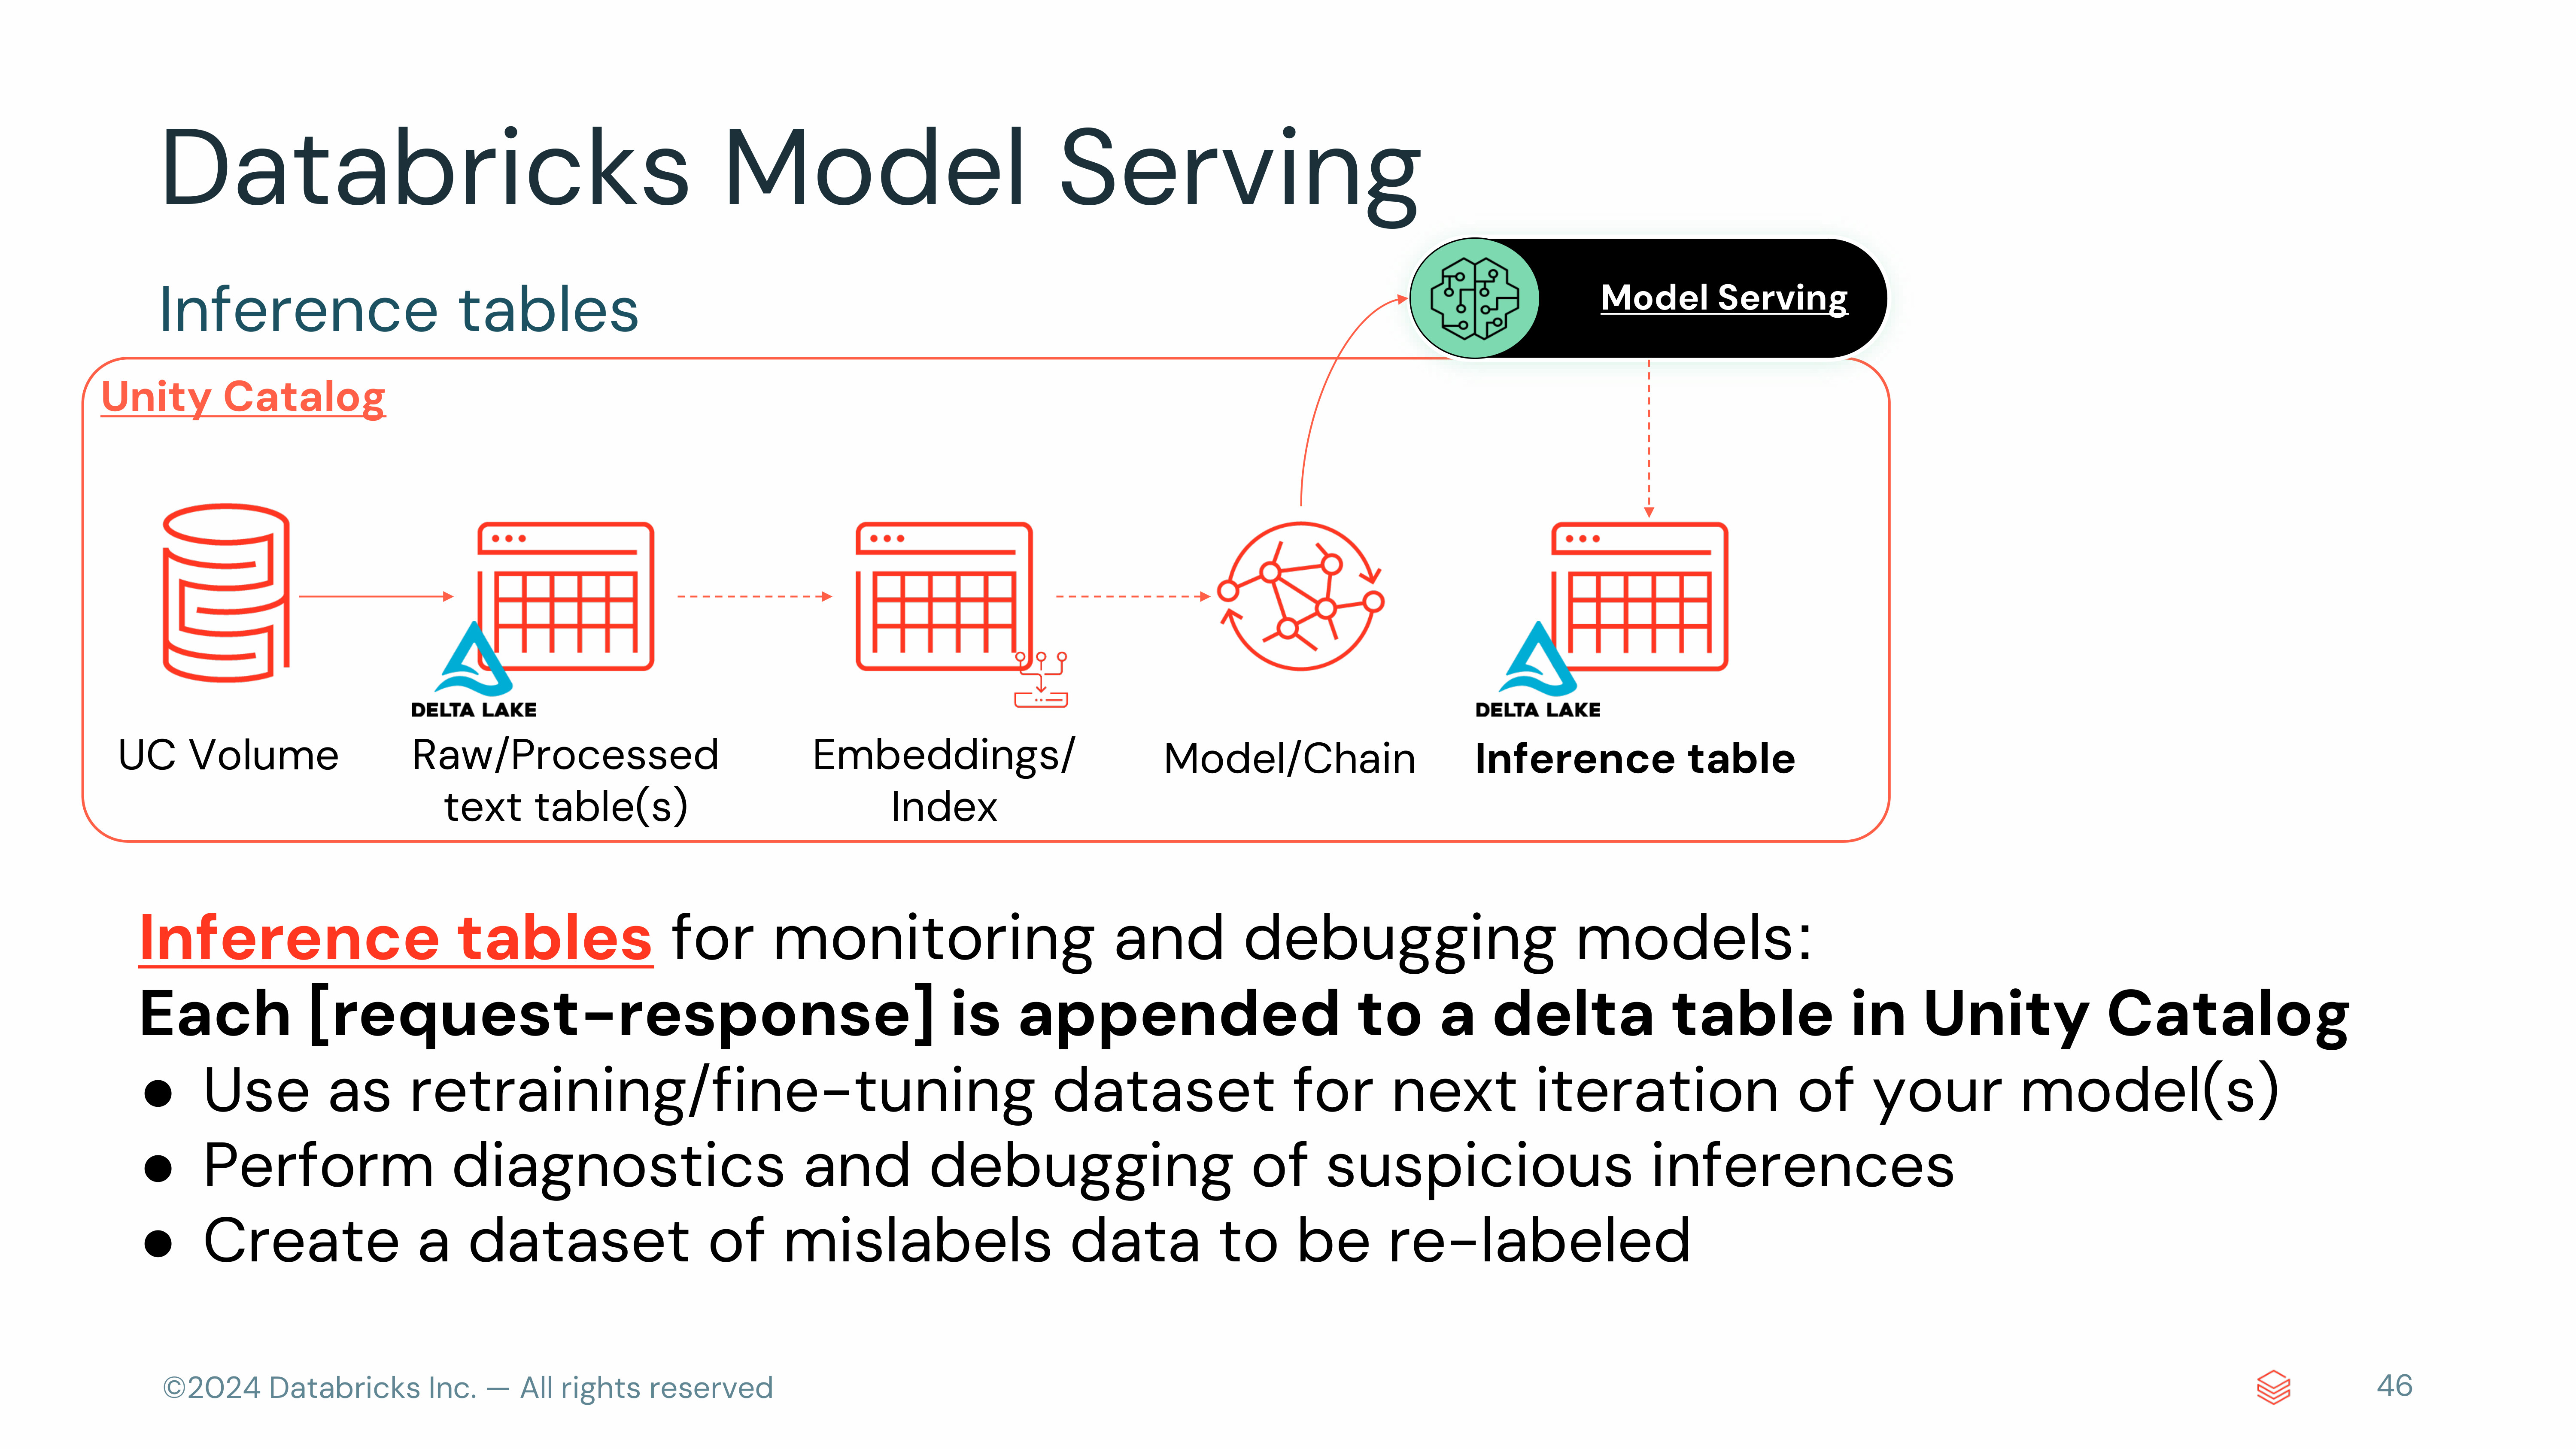 Databricks Model Serving
Inference tables
Model Serving
Unity Catalog
DELTA LAKE
DELTA LAKE
UC Volume
Raw/Processed
text table(s)
Embeddings/
Index
Model/Chain
Inference table
Inference tables for monitoring and debugging models:
Each [request-response] is appended to a delta table in Unity Catalog
● Use as retraining/fine-tuning dataset for next iteration of your model(s)
● Perform diagnostics and debugging of suspicious inferences
● Create a dataset of mislabels data to be re-labeled
©2024 Databricks Inc. — All rights reserved
46